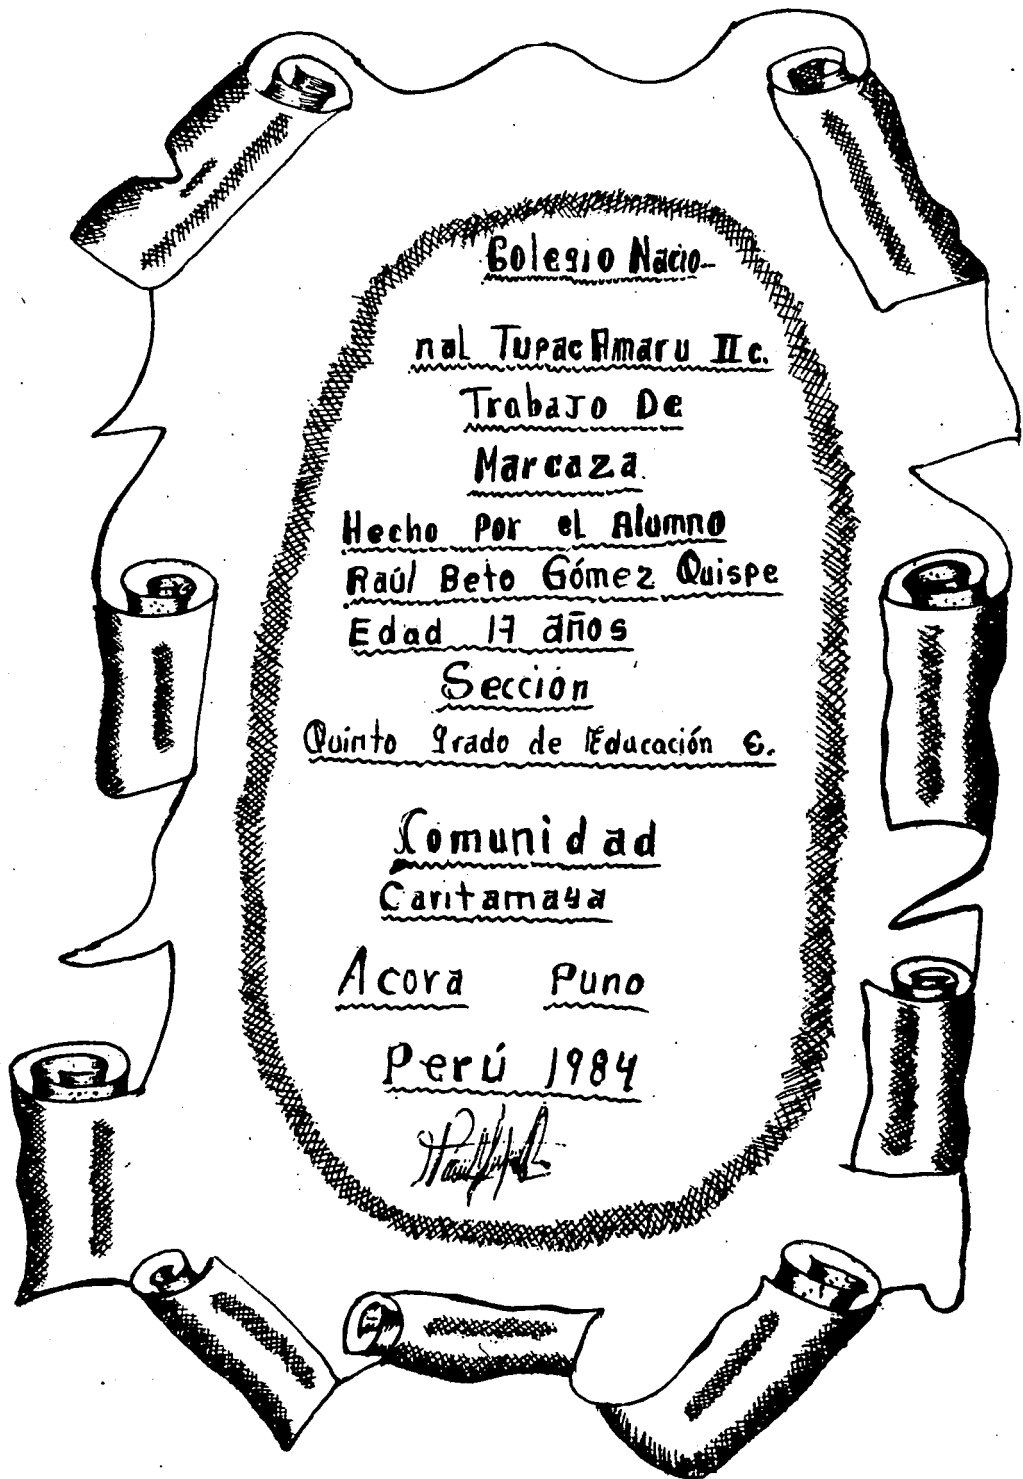 Colegio Nacio-
nal Tupac Amaru II c.
Trabajo De
Marcaza.
Hecho Por el Alumno
Raúl Beto Gómez Quispe
Edad 17 años
Sección
Quinto grado de Educación S.
Comunidad
Caritamaya
Acora Puno
Perú 1984